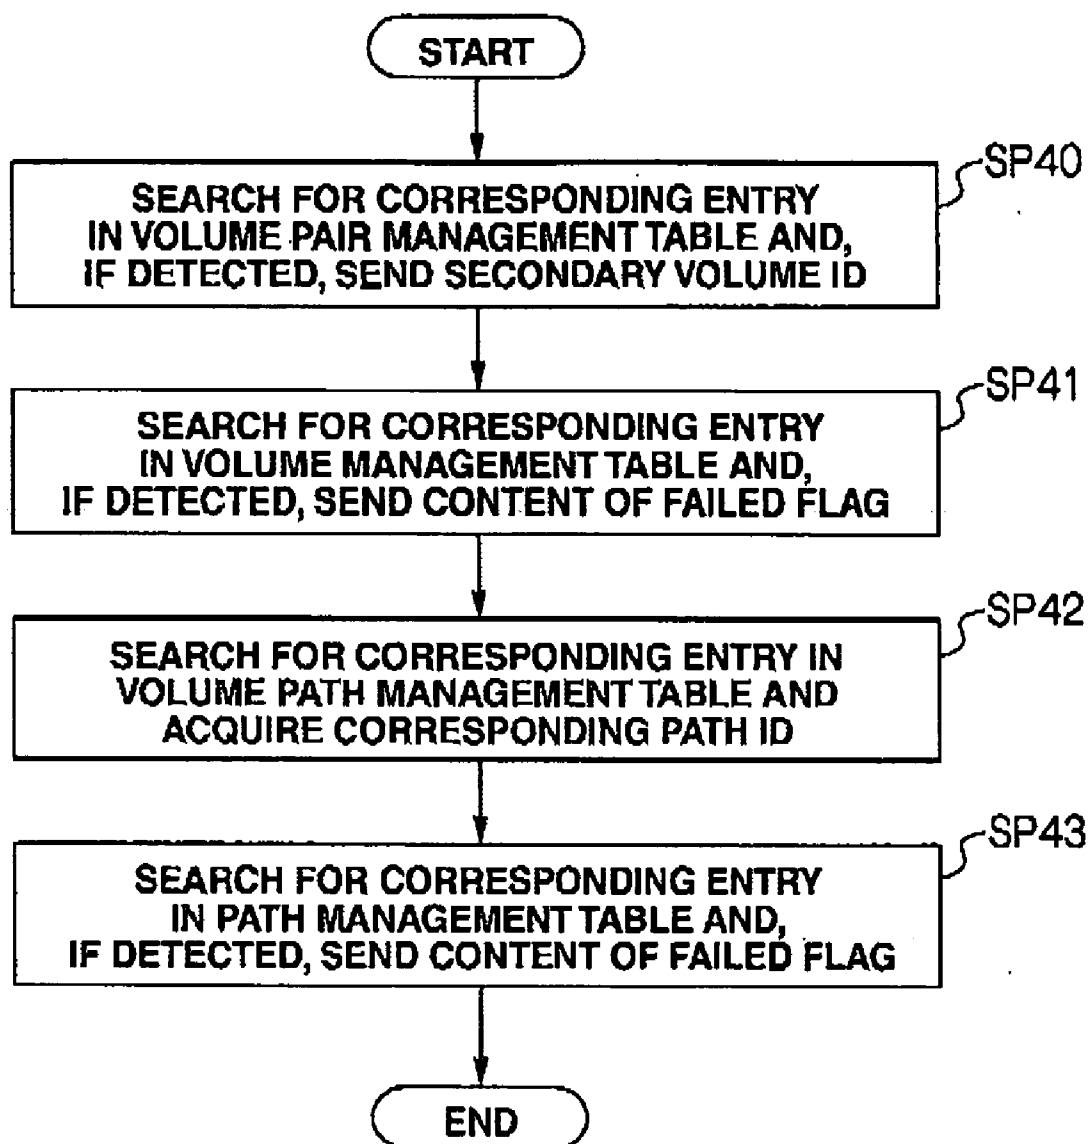 START
SP40
SEARCH FOR CORRESPONDING ENTRY
IN VOLUME PAIR MANAGEMENT TABLE AND,
IF DETECTED, SEND SECONDARY VOLUME ID
SP41
SEARCH FOR CORRESPONDING ENTRY
IN VOLUME MANAGEMENT TABLE AND,
IF DETECTED, SEND CONTENT OF FAILED FLAG
SP42
SEARCH FOR CORRESPONDING ENTRY IN
VOLUME PATH MANAGEMENT TABLE AND
ACQUIRE CORRESPONDING PATH ID
SP43
SEARCH FOR CORRESPONDING ENTRY
IN PATH MANAGEMENT TABLE AND,
IF DETECTED, SEND CONTENT OF FAILED FLAG
END